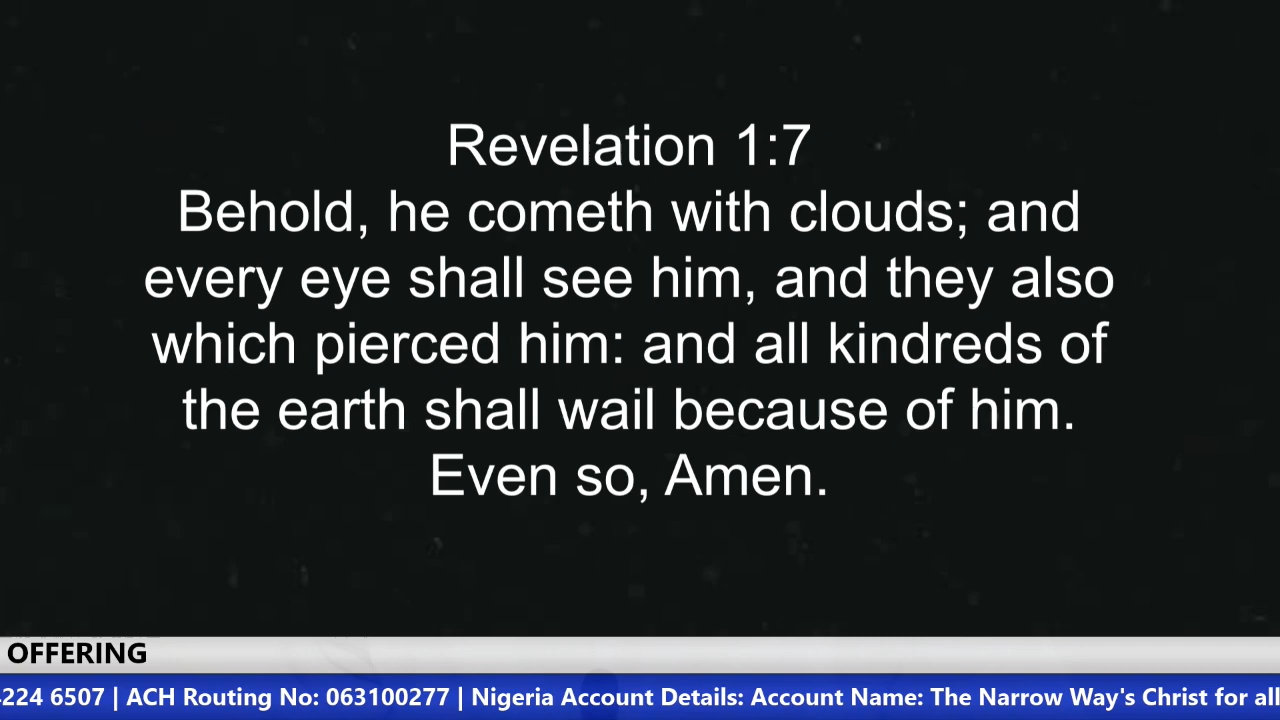 Revelation 1:7
Behold, he cometh with clouds; and
every eye shall see him, and they also
which pierced him: and all kindreds of
the earth shall wail because of him.
Even so, Amen.
OFFERING
224 6507 | ACH Routing No: 063100277 | Nigeria Account Details: Account Name: The Narrow Way's Christ for all